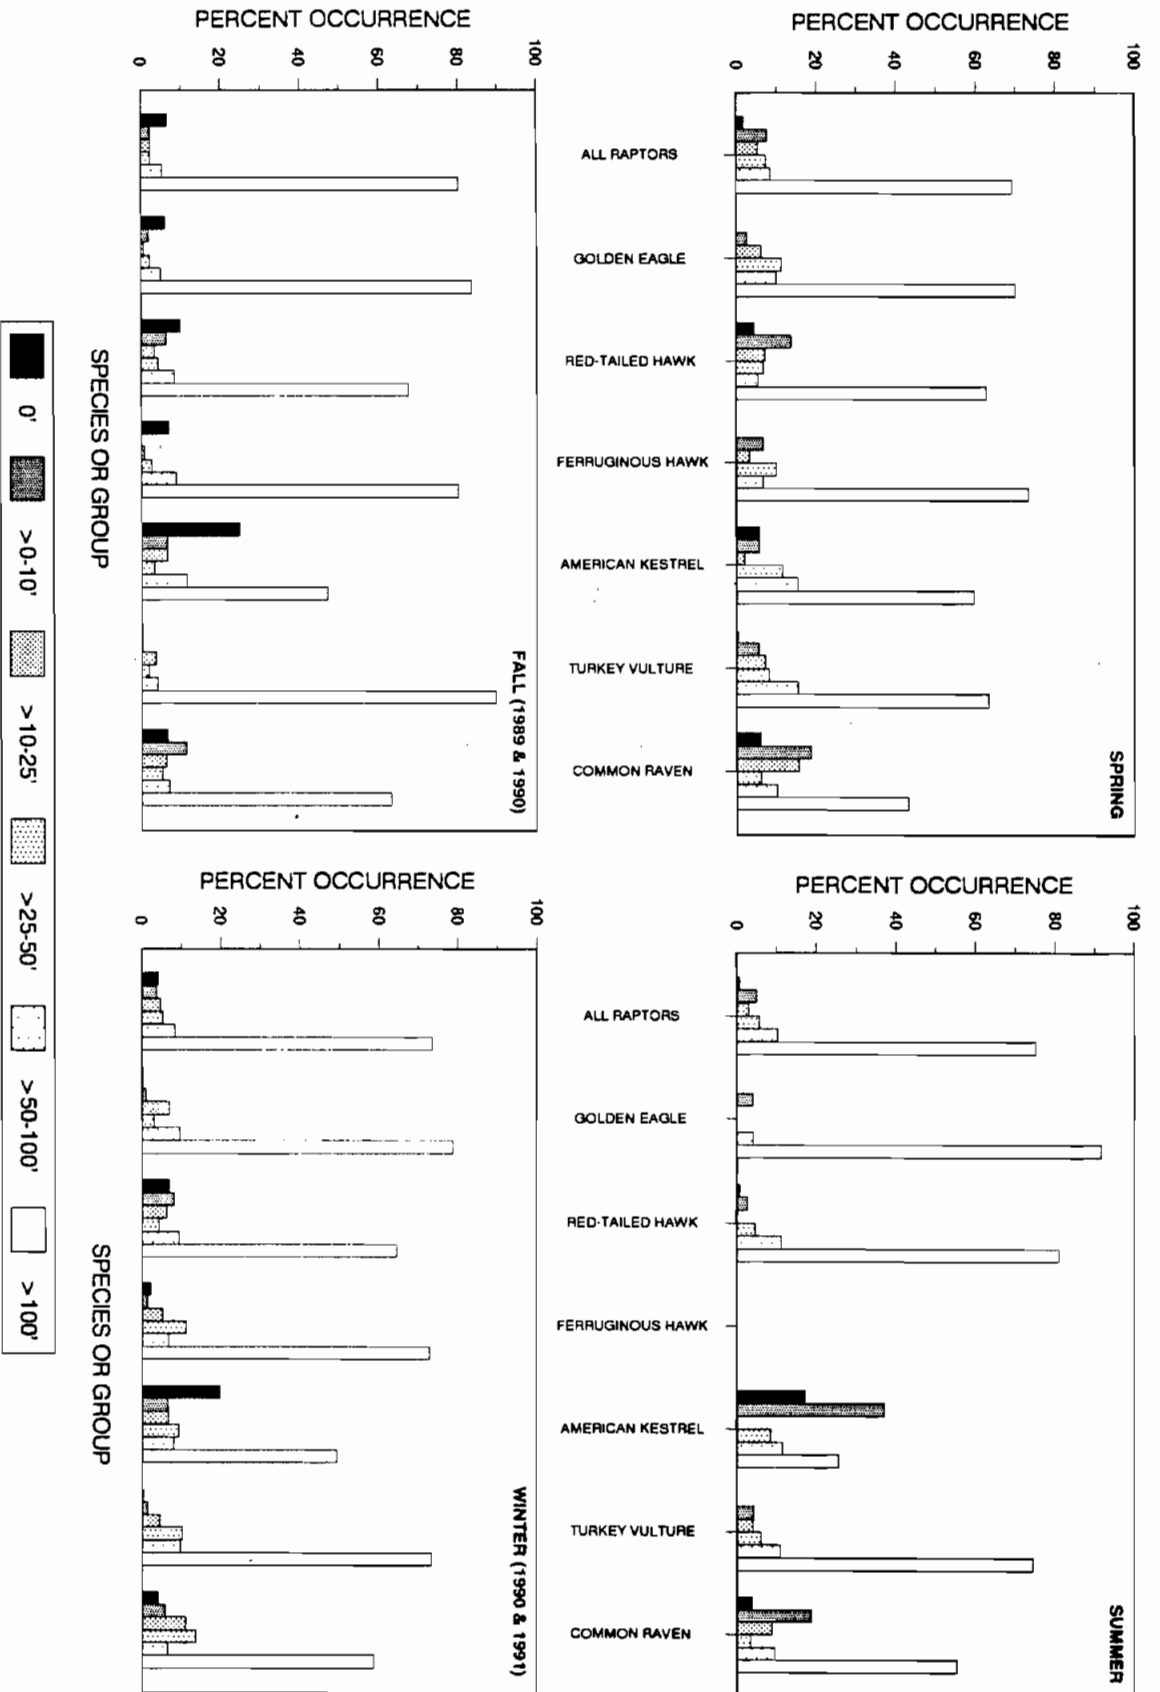 PERCENT OCCURRENCE
0
20
40
60
80
100
SPRING
ALL RAPTORS
GOLDEN EAGLE
RED-TAILED HAWK
FERRUGINOUS HAWK
AMERICAN KESTREL
TURKEY VULTURE
COMMON RAVEN
PERCENT OCCURRENCE
0
20
40
60
80
100
SUMMER
ALL RAPTORS
GOLDEN EAGLE
RED-TAILED HAWK
FERRUGINOUS HAWK
AMERICAN KESTREL
TURKEY VULTURE
COMMON RAVEN
PERCENT OCCURRENCE
0
20
40
60
80
100
FALL (1989 & 1990)
SPECIES OR GROUP
PERCENT OCCURRENCE
0
20
40
60
80
100
WINTER (1990 & 1991)
SPECIES OR GROUP
0' >0-10' >10-25' >25-50' >50-100' >100'